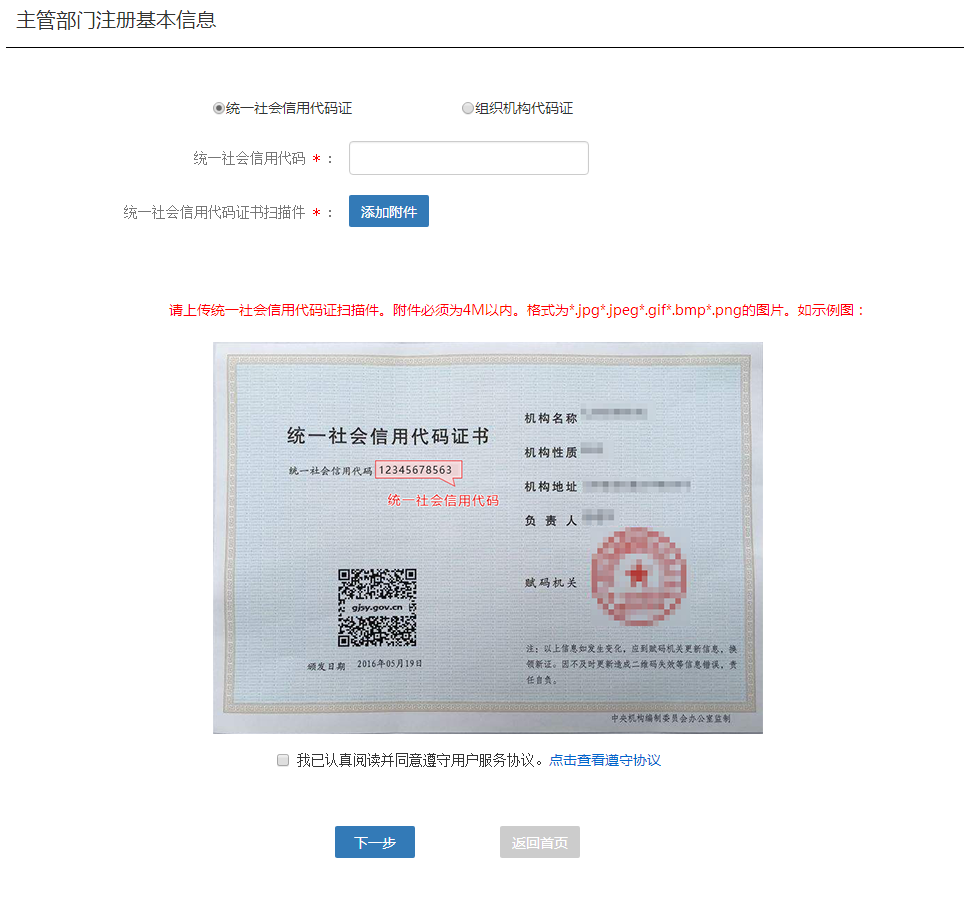 主管部门注册基本信息
统一社会信用代码证
组织机构代码证
统一社会信用代码 * ：
统一社会信用代码证书扫描件 * ：
添加附件
请上传统一社会信用代码证扫描件。附件必须为4M以内。格式为*.jpg*.jpeg*.gif*.bmp*.png的图片。如示例图：
统一社会信用代码证书
统一社会信用代码 12345678563
统一社会信用代码
gjsy.gov.cn
颁发日期 2016年05月19日
机构名称
机构性质
机构地址
负责人
赋码机关
注：以上信息如发生变化，应到赋码机关更新信息，换
领新证。因不及时更新造成二维码失效等信息错误，责
任自负。
中央机构编制委员会办公室监制
我已认真阅读并同意遵守用户服务协议。点击查看遵守协议
下一步
返回首页